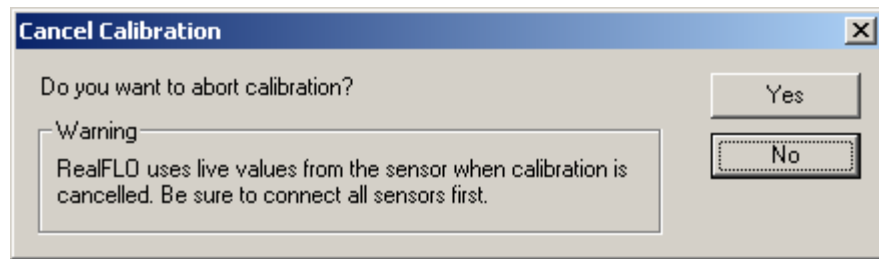 Cancel Calibration
Do you want to abort calibration?
Yes
Warning
No
RealFLO uses live values from the sensor when calibration is
cancelled. Be sure to connect all sensors first.